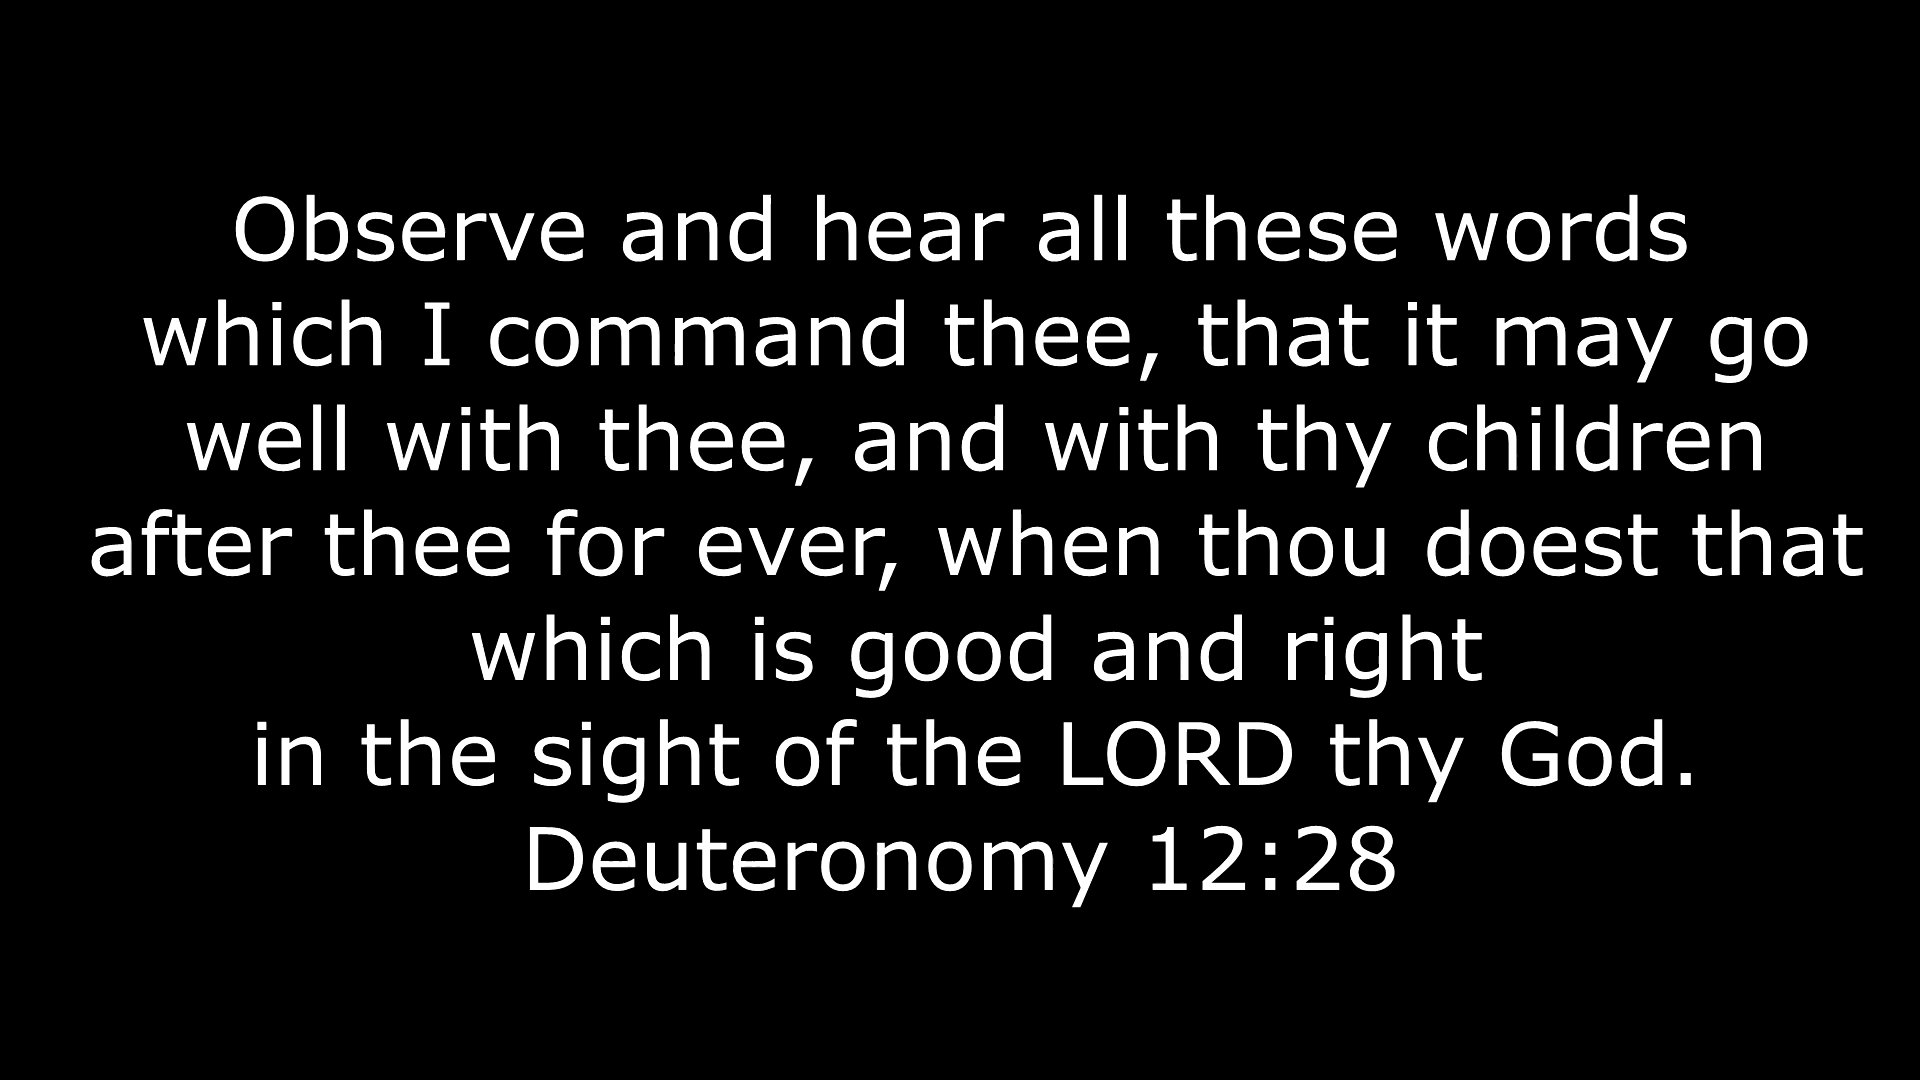 Observe and hear all these words
which I command thee, that it may go
well with thee, and with thy children
after thee for ever, when thou doest that
which is good and right
in the sight of the LORD thy God.
Deuteronomy 12:28